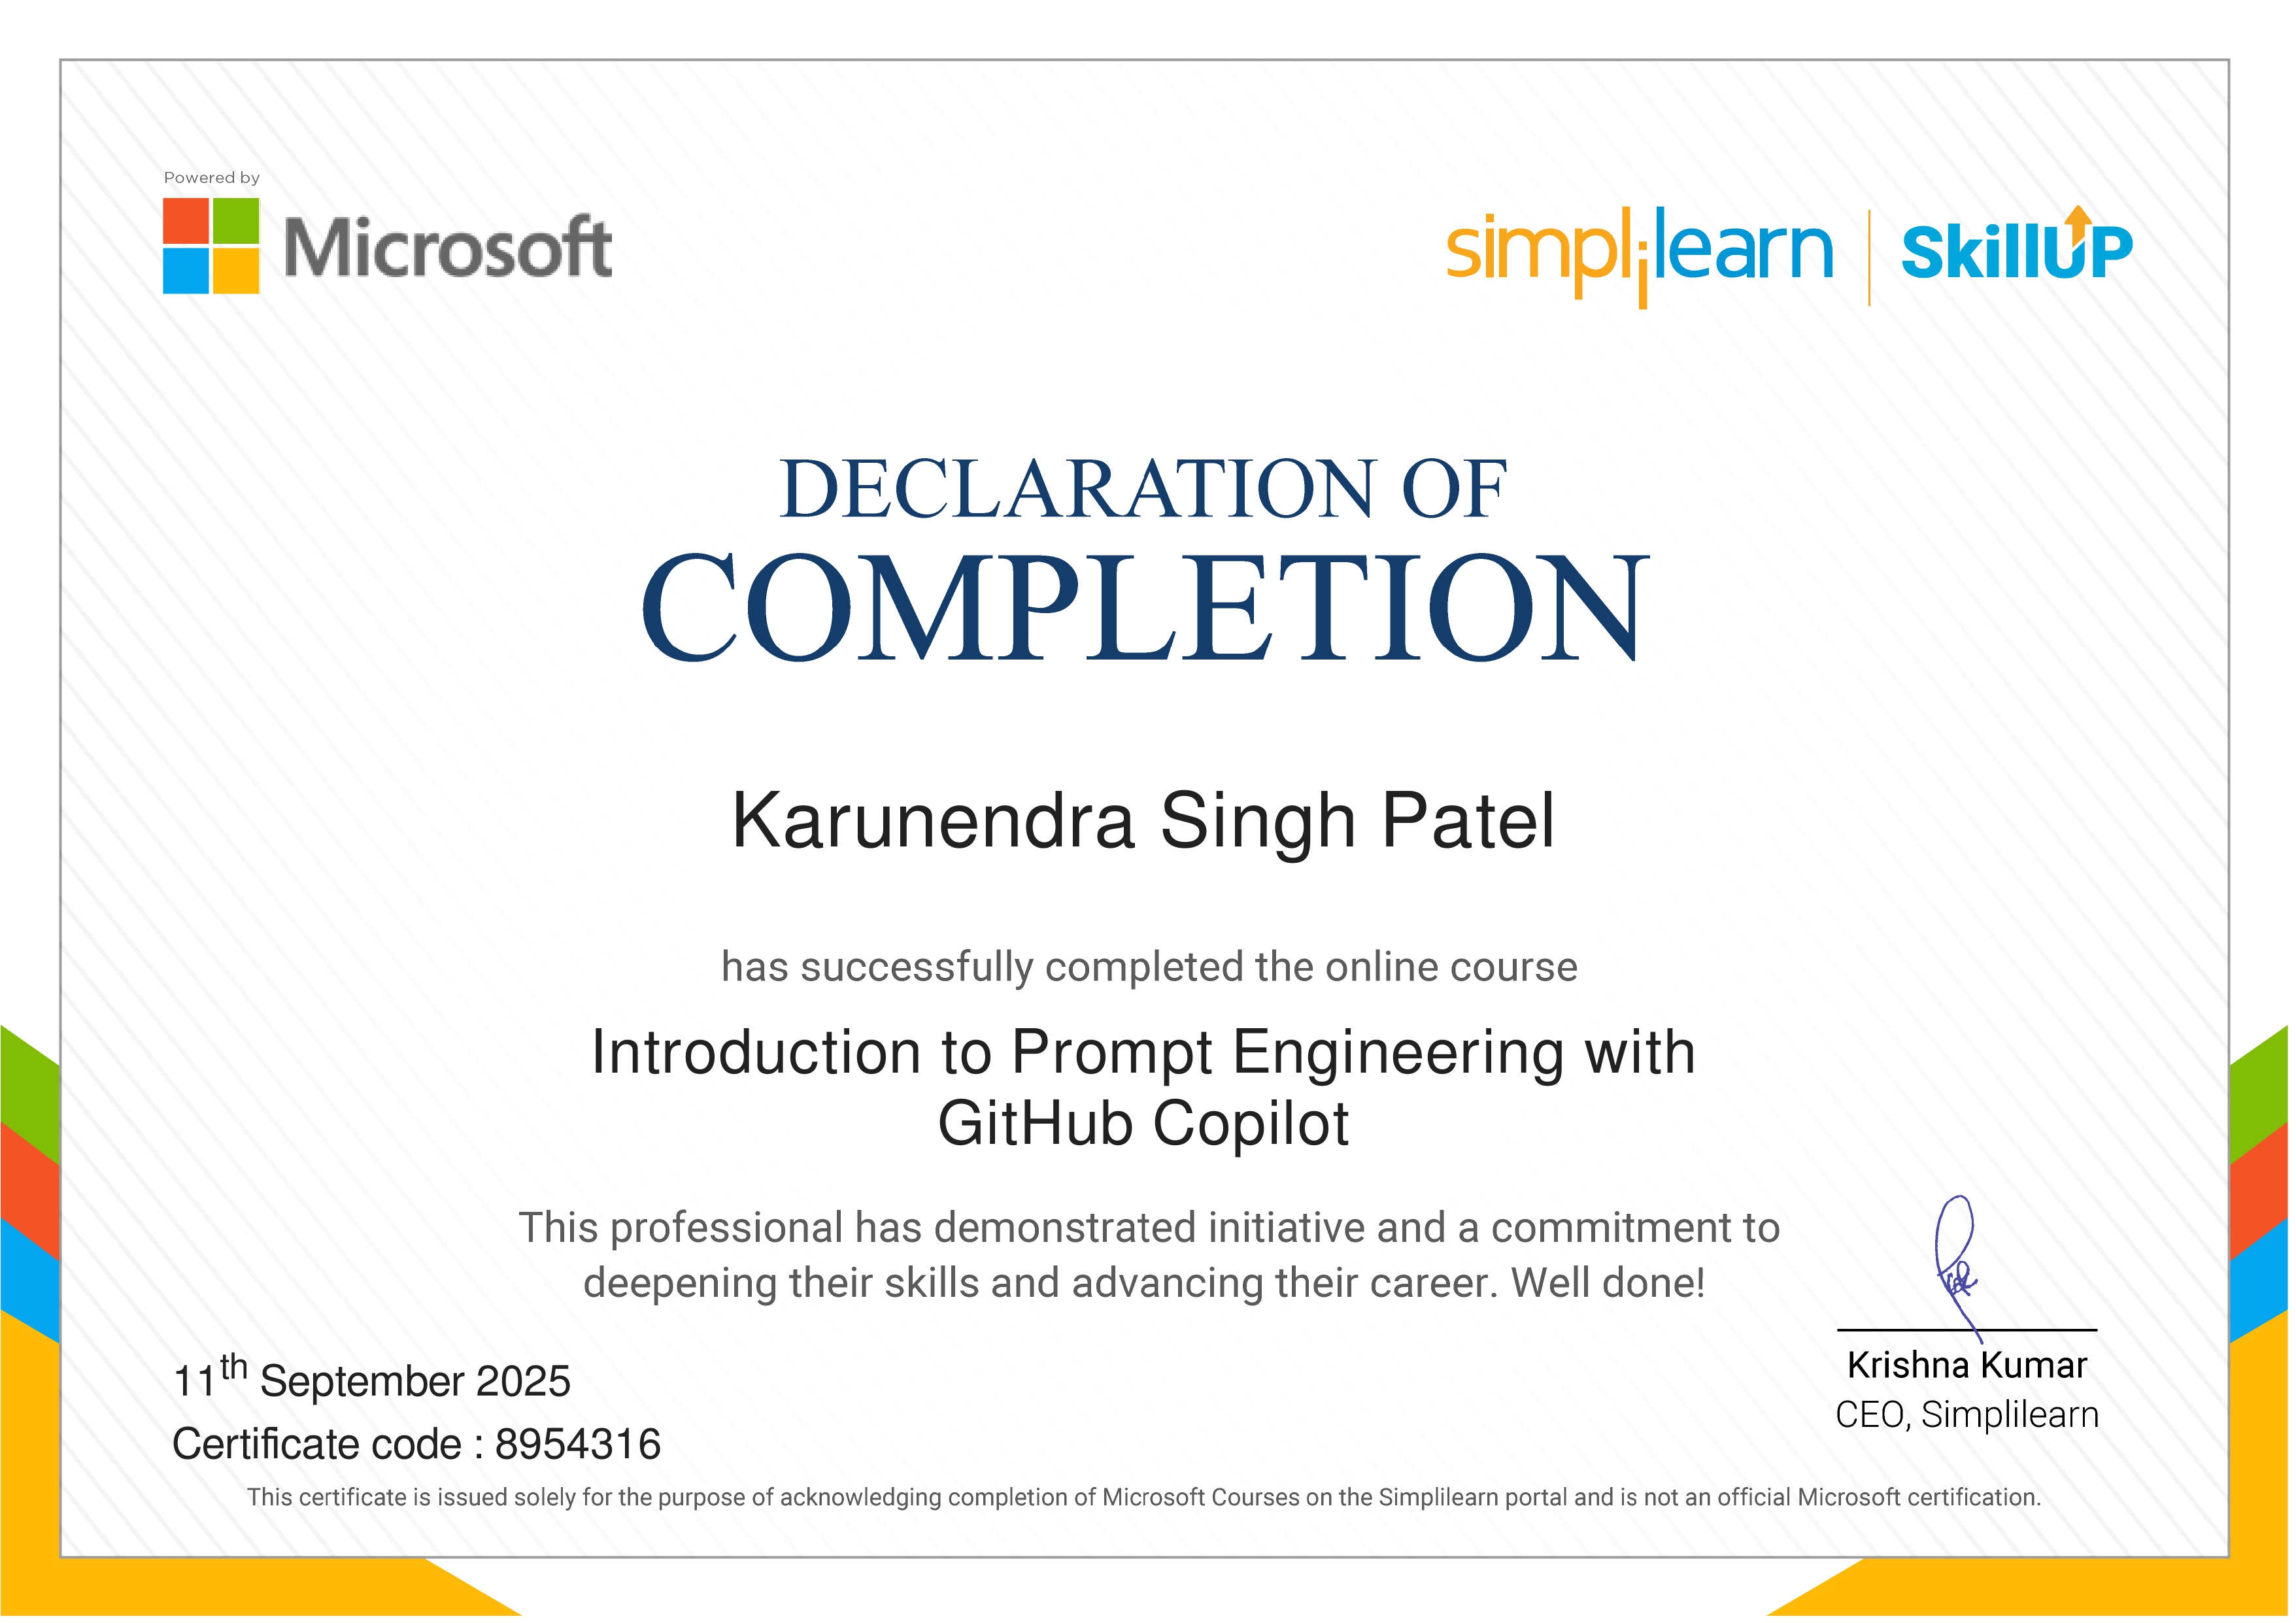 Powered by
Microsoft
simplilearn | SkillUP
DECLARATION OF
COMPLETION
Karunendra Singh Patel
has successfully completed the online course
Introduction to Prompt Engineering with
GitHub Copilot
This professional has demonstrated initiative and a commitment to
deepening their skills and advancing their career. Well done!
11th September 2025
Certificate code : 8954316
Krishna Kumar
CEO, Simplilearn
This certificate is issued solely for the purpose of acknowledging completion of Microsoft Courses on the Simplilearn portal and is not an official Microsoft certification.